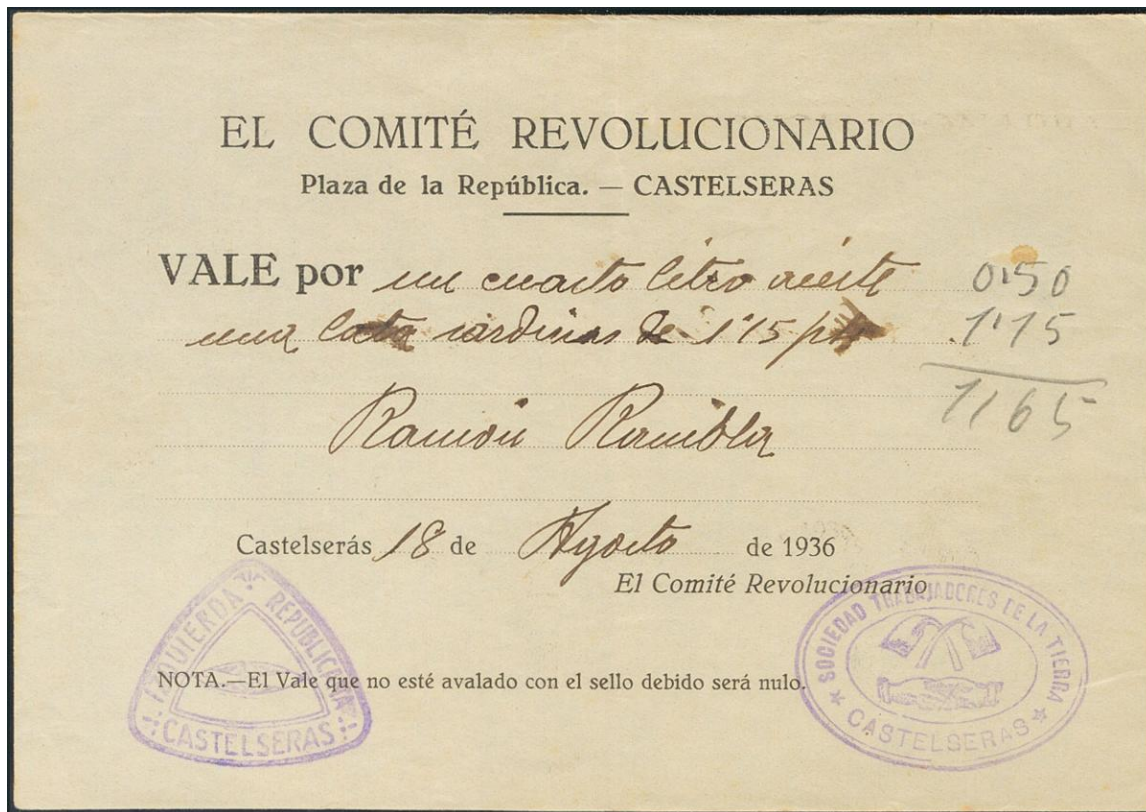 EL COMITÉ REVOLUCIONARIO
Plaza de la República. — CASTELSERAS
VALE por un cuarto litro aceite 0'50
una lata sardinas de 1'15 pts 1'15
1'65
Ramón Rambla
Castelserás 18 de Agosto de 1936
El Comité Revolucionario
IZQUIERDA REPUBLICANA
CASTELSERAS
NOTA.—El Vale que no esté avalado con el sello debido será nulo.
SOCIEDAD TRABAJADORES DE LA TIERRA
CASTELSERAS